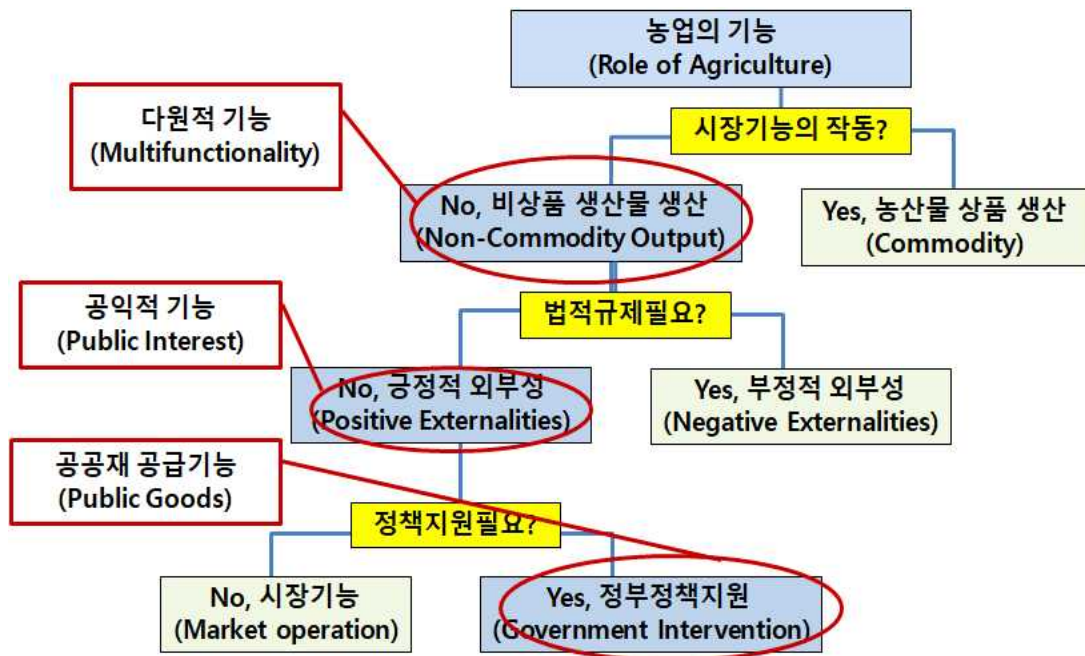 농업의 기능
(Role of Agriculture)
다원적 기능
(Multifunctionality)
시장기능의 작동?
No, 비상품 생산물 생산
(Non-Commodity Output)
Yes, 농산물 상품 생산
(Commodity)
공익적 기능
(Public Interest)
법적규제필요?
No, 긍정적 외부성
(Positive Externalities)
Yes, 부정적 외부성
(Negative Externalities)
공공재 공급기능
(Public Goods)
정책지원필요?
No, 시장기능
(Market operation)
Yes, 정부정책지원
(Government Intervention)